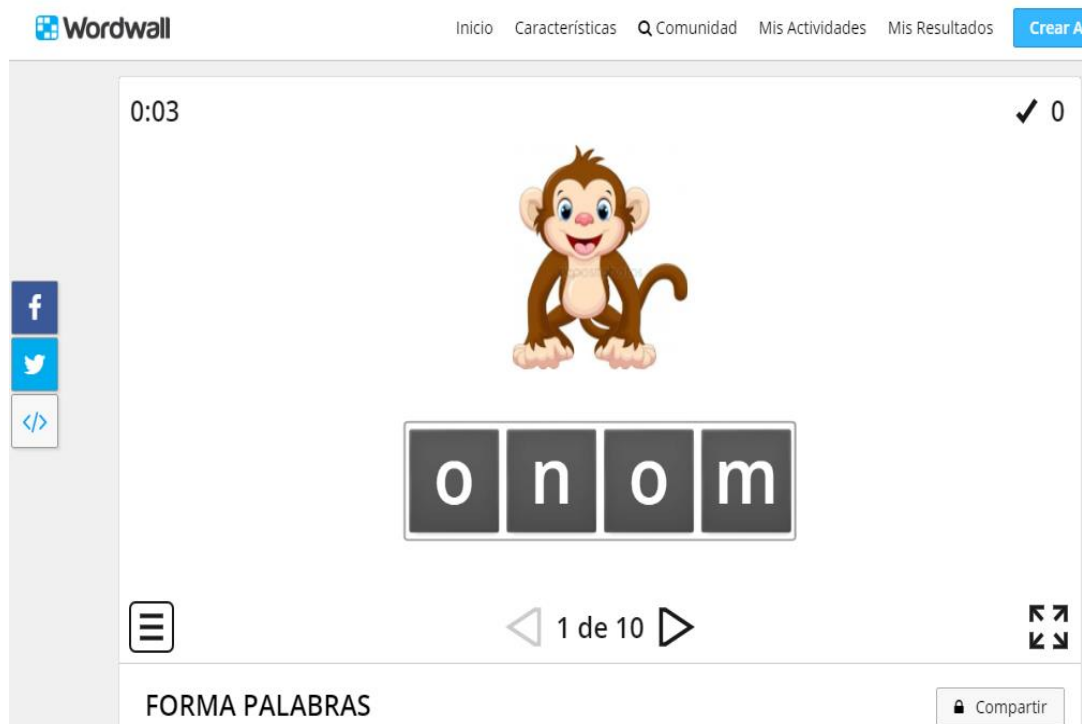 Wordwall
Inicio Características Comunidad Mis Actividades Mis Resultados Crear A
0:03
0
f
</>
o n o m
1 de 10
FORMA PALABRAS
Compartir